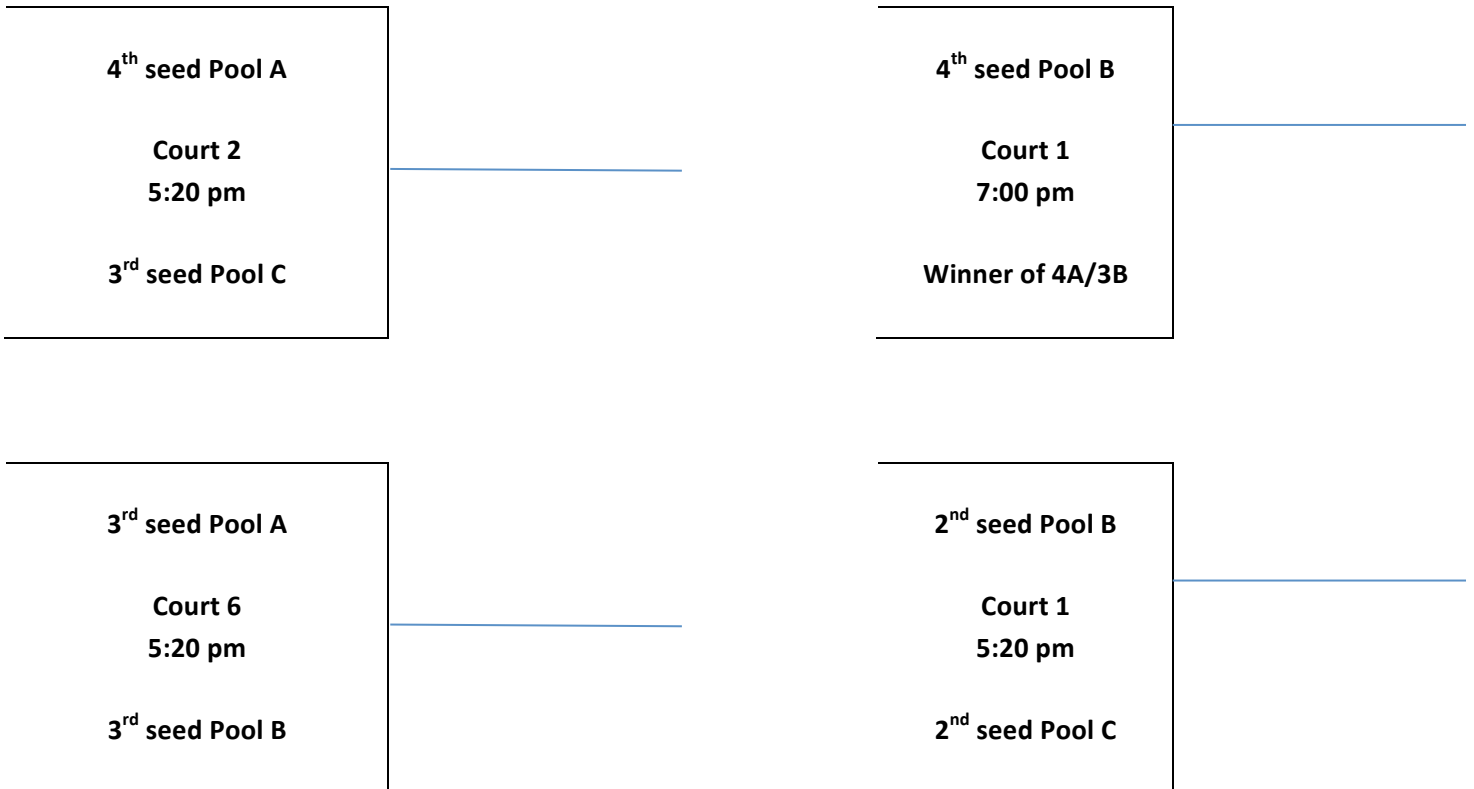 4th seed Pool A
Court 2
5:20 pm
3rd seed Pool C
4th seed Pool B
Court 1
7:00 pm
Winner of 4A/3B
3rd seed Pool A
Court 6
5:20 pm
3rd seed Pool B
2nd seed Pool B
Court 1
5:20 pm
2nd seed Pool C